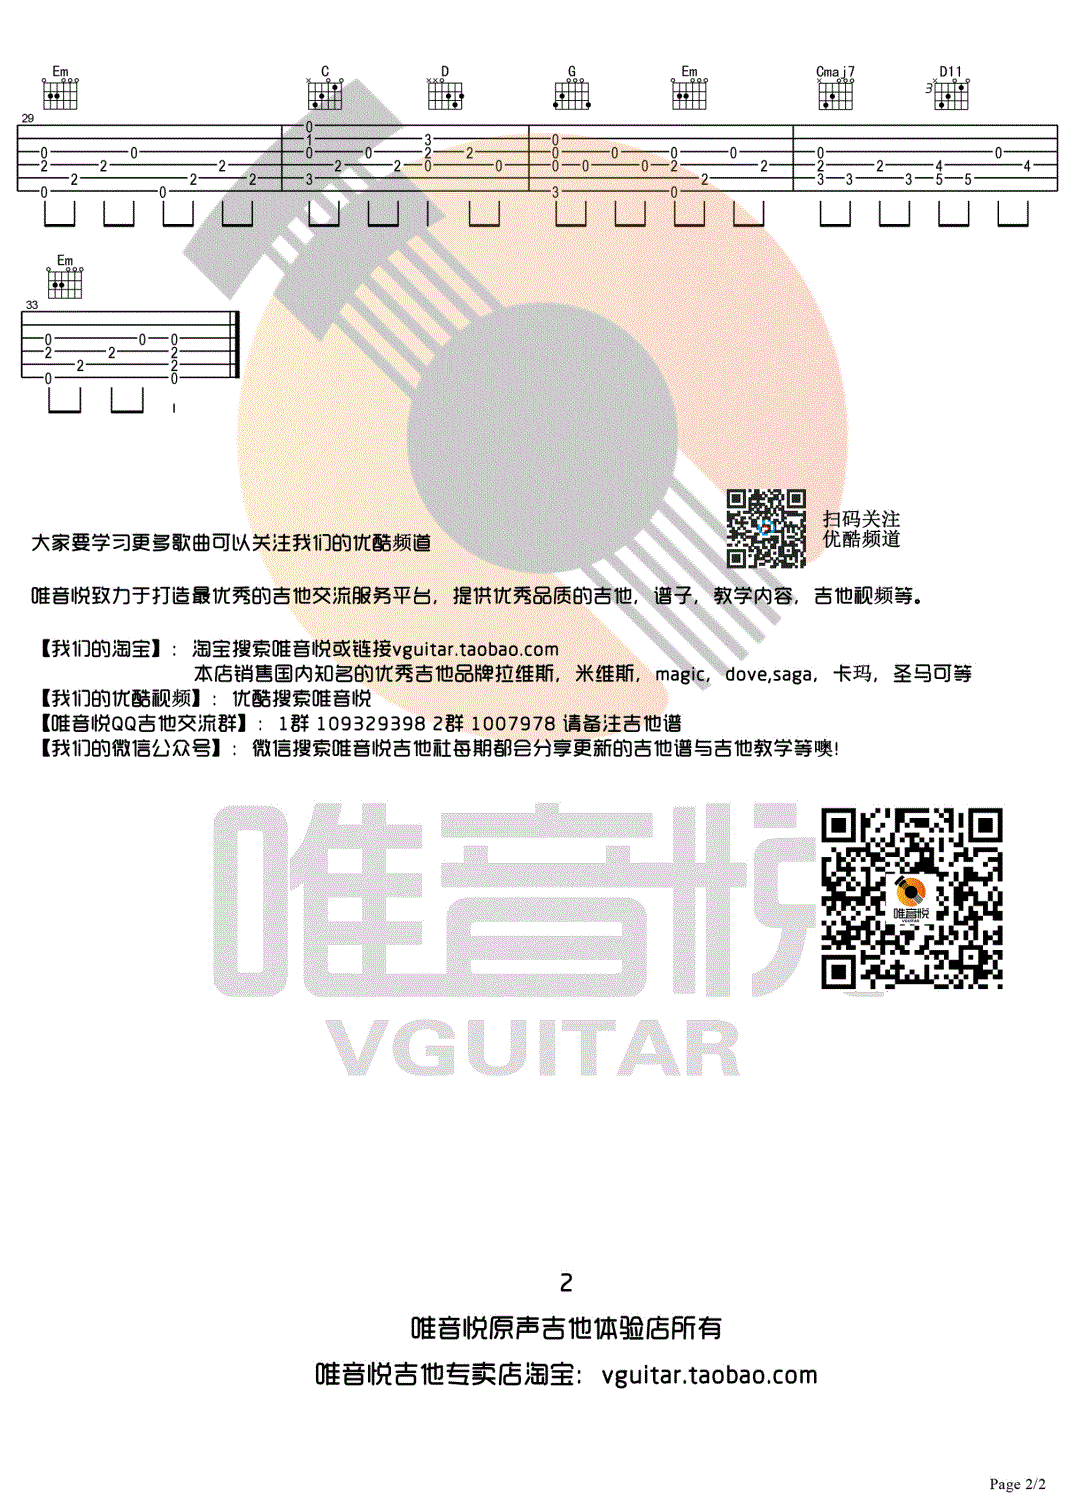 Em C D G Em Cmaj7 D11
3
29
0 0 0 3 0 0 0 0
1 2 0 2 2
0 2 0 0 0 0 0 2 0 2 4 0 4
2 2 2 2 3 2 3 3 5 5
0 0 3 0
Em
33
0 0 0
2 2 2
2 2
0 0
扫码关注
优酷频道
大家要学习更多歌曲可以关注我们的优酷频道
唯音悦致力于打造最优秀的吉他交流服务平台，提供优秀品质的吉他，谱子，教学内容，吉他视频等。
【我们的淘宝】：淘宝搜索唯音悦或链接vguitar.taobao.com
本店销售国内知名的优秀吉他品牌拉维斯，米维斯，magic，dove,saga，卡玛，圣马可等
【我们的优酷视频】：优酷搜索唯音悦
【唯音悦QQ吉他交流群】：1群 109329398 2群 1007978 请备注吉他谱
【我们的微信公众号】：微信搜索唯音悦吉他社每期都会分享更新的吉他谱与吉他教学等噢!
唯音悦
VGUITAR
唯音悦
VGUITAR
2
唯音悦原声吉他体验店所有
唯音悦吉他专卖店淘宝：vguitar.taobao.com
Page 2/2